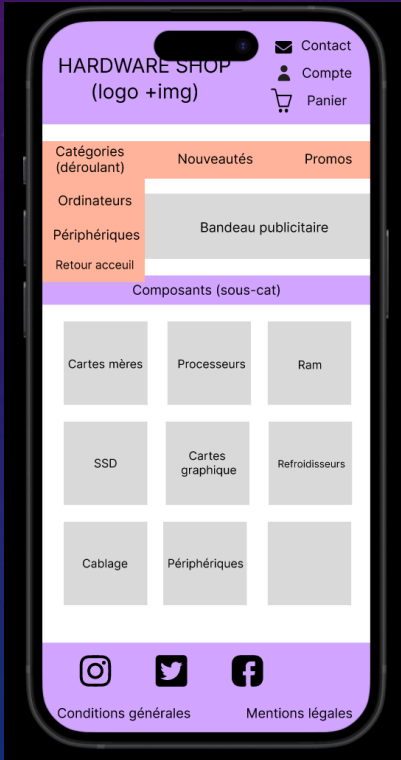 HARDWARE SHOP
(logo +img)
Contact
Compte
Panier
Catégories
(déroulant)
Nouveautés
Promos
Ordinateurs
Périphériques
Retour acceuil
Bandeau publicitaire
Composants (sous-cat)
Cartes mères
Processeurs
Ram
SSD
Cartes
graphique
Refroidisseurs
Cablage
Périphériques
Conditions générales
Mentions légales